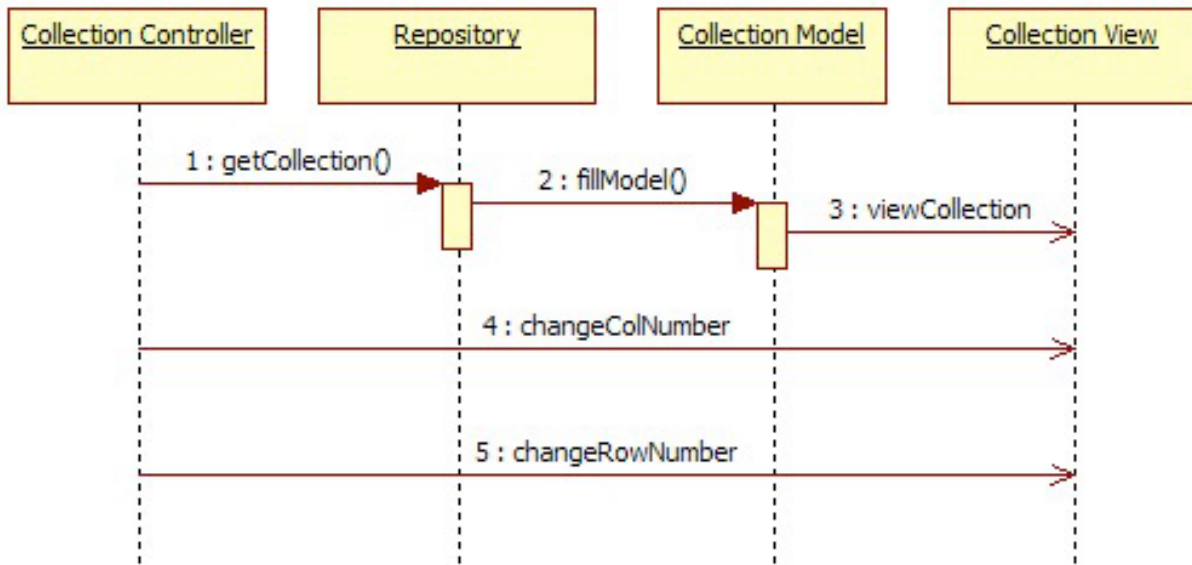 Collection Controller
Repository
Collection Model
Collection View
1 : getCollection()
2 : fillModel()
3 : viewCollection
4 : changeColNumber
5 : changeRowNumber